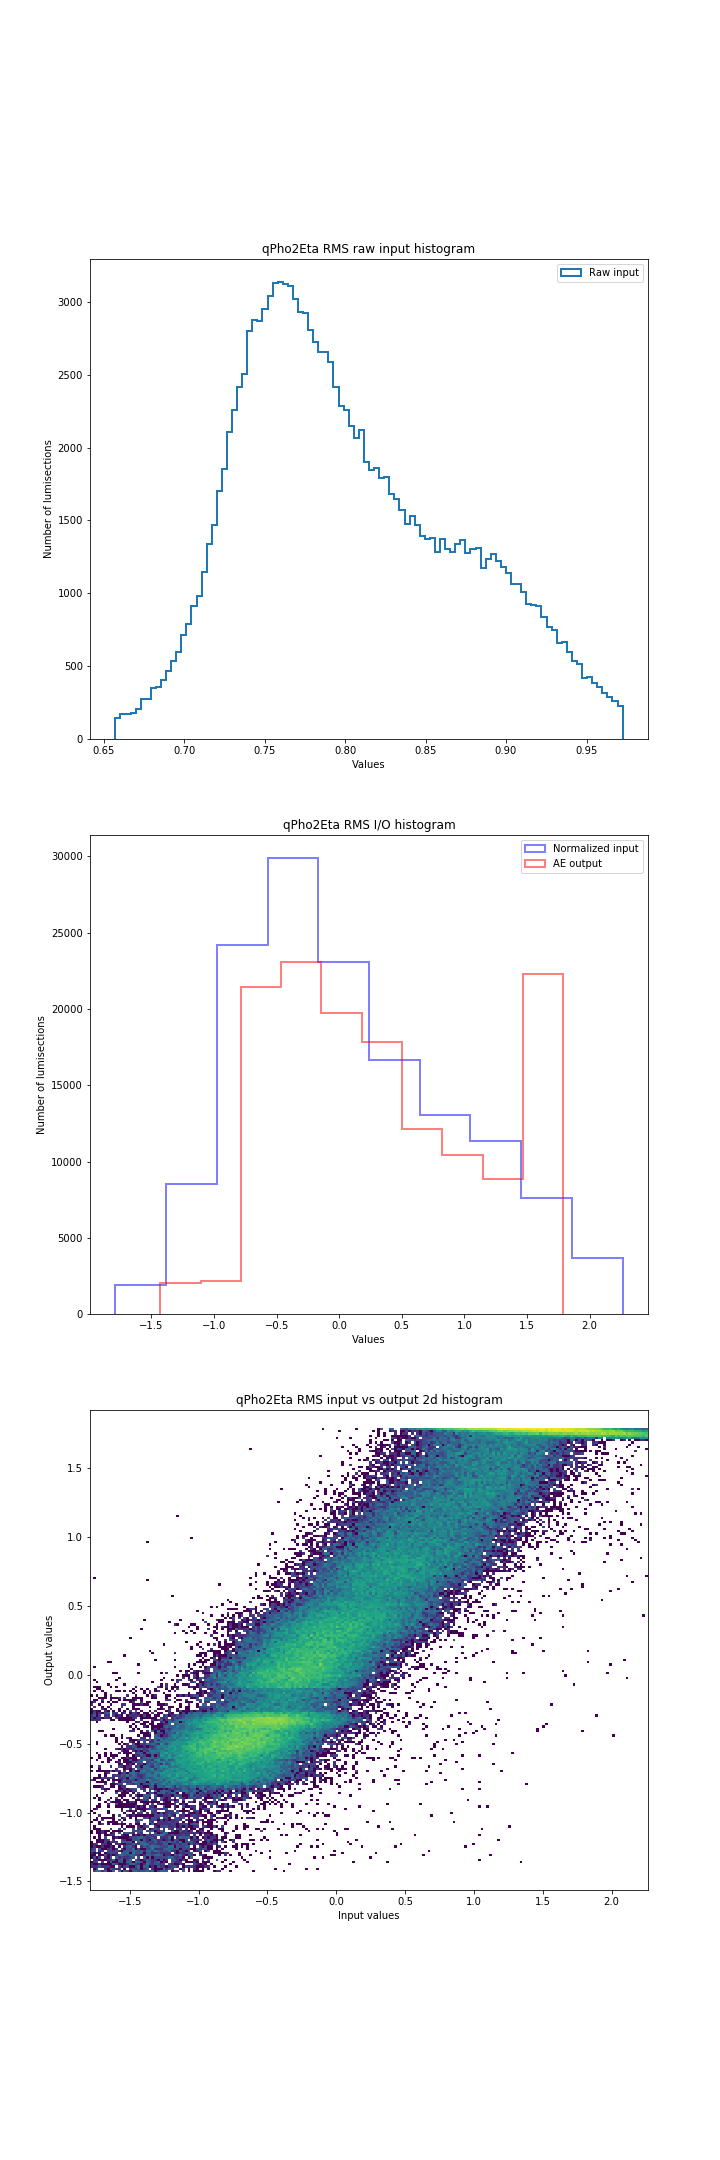 qPho2Eta RMS raw input histogram
Raw input
3000
2500
2000
1500
1000
500
0
Number of lumisections
0.65 0.70 0.75 0.80 0.85 0.90 0.95
Values
qPho2Eta RMS I/O histogram
Normalized input
AE output
30000
25000
20000
15000
10000
5000
0
Number of lumisections
−1.5 −1.0 −0.5 0.0 0.5 1.0 1.5 2.0
Values
qPho2Eta RMS input vs output 2d histogram
1.5
1.0
0.5
0.0
−0.5
−1.0
−1.5
Output values
−1.5 −1.0 −0.5 0.0 0.5 1.0 1.5 2.0
Input values